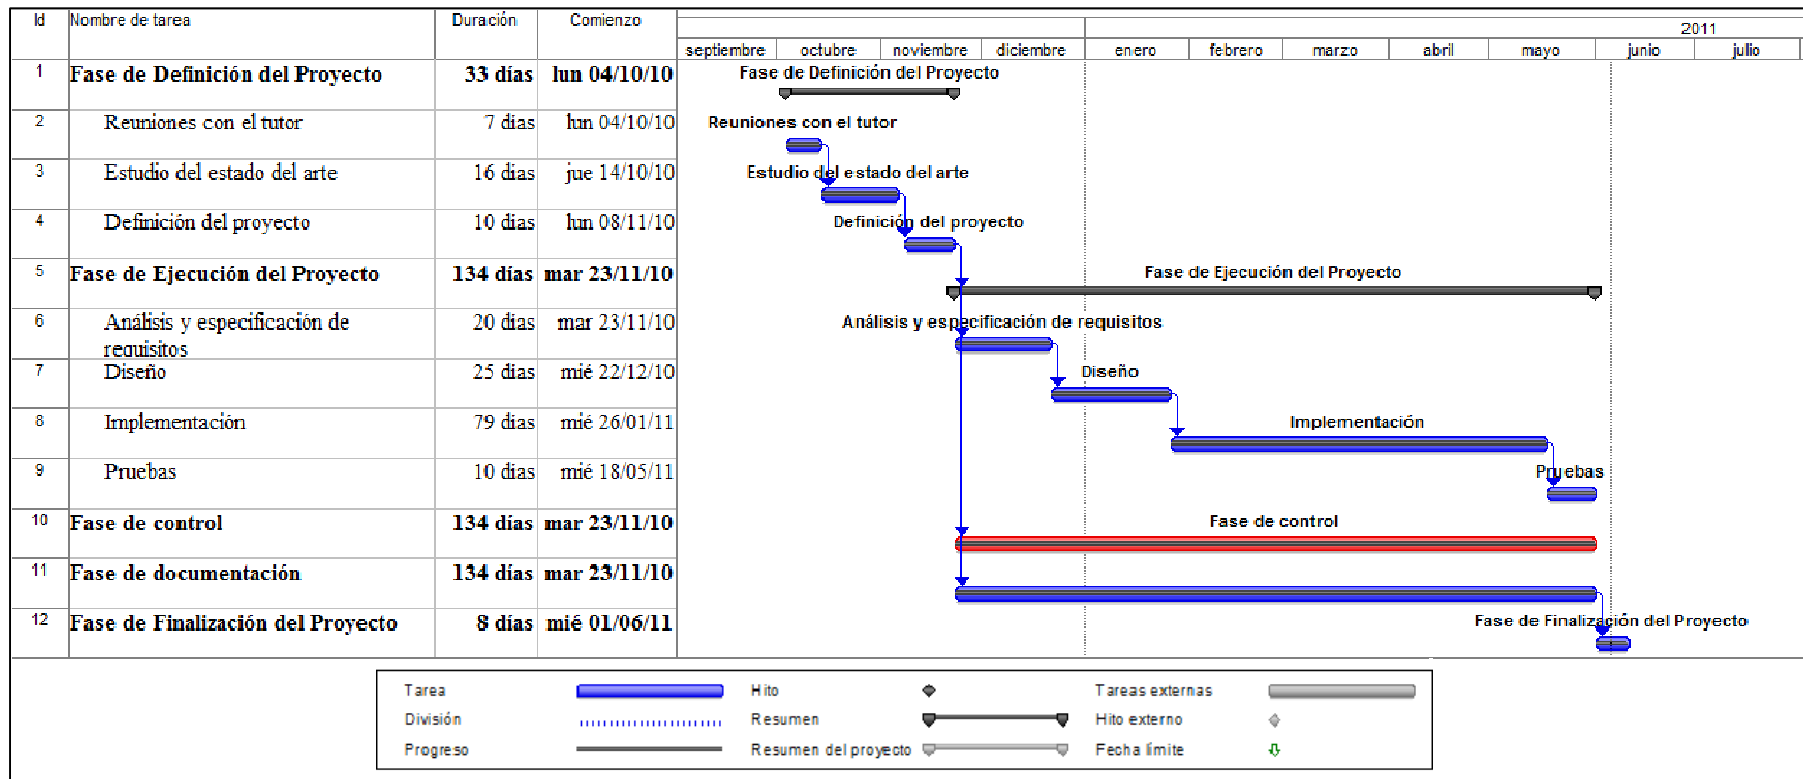 Id Nombre de tarea Duración Comienzo
2011
septiembre octubre noviembre diciembre enero febrero marzo abril mayo junio julio
1 Fase de Definición del Proyecto 33 días lun 04/10/10 Fase de Definición del Proyecto
2 Reuniones con el tutor 7 días lun 04/10/10 Reuniones con el tutor
3 Estudio del estado del arte 16 días jue 14/10/10 Estudio del estado del arte
4 Definición del proyecto 10 días lun 08/11/10 Definición del proyecto
5 Fase de Ejecución del Proyecto 134 días mar 23/11/10 Fase de Ejecución del Proyecto
6 Análisis y especificación de 20 días mar 23/11/10 Análisis y especificación de requisitos
requisitos
7 Diseño 25 días mié 22/12/10 Diseño
8 Implementación 79 días mié 26/01/11 Implementación
9 Pruebas 10 días mié 18/05/11 Pruebas
10 Fase de control 134 días mar 23/11/10 Fase de control
11 Fase de documentación 134 días mar 23/11/10
12 Fase de Finalización del Proyecto 8 días mié 01/06/11 Fase de Finalización del Proyecto
Tarea Hito Tareas externas
División Resumen Hito externo
Progreso Resumen del proyecto Fecha límite